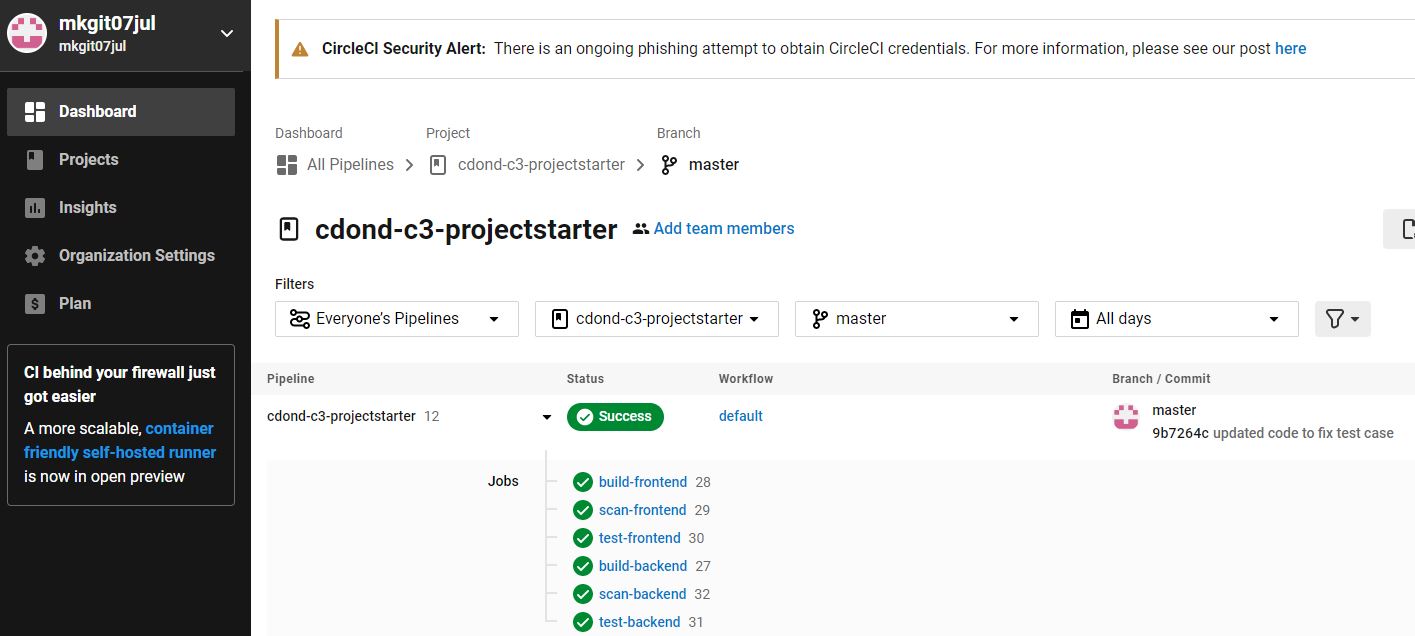 mkgit07jul
mkgit07jul
Dashboard
Projects
Insights
Organization Settings
Plan
CI behind your firewall just
got easier
A more scalable, container
friendly self-hosted runner
is now in open preview
CircleCI Security Alert: There is an ongoing phishing attempt to obtain CircleCI credentials. For more information, please see our post here
Dashboard Project Branch
All Pipelines cdond-c3-projectstarter master
cdond-c3-projectstarter Add team members
Filters
Everyone's Pipelines cdond-c3-projectstarter master All days
Pipeline Status Workflow Branch / Commit
cdond-c3-projectstarter 12 Success default master
9b7264c updated code to fix test case
Jobs build-frontend 28
scan-frontend 29
test-frontend 30
build-backend 27
scan-backend 32
test-backend 31